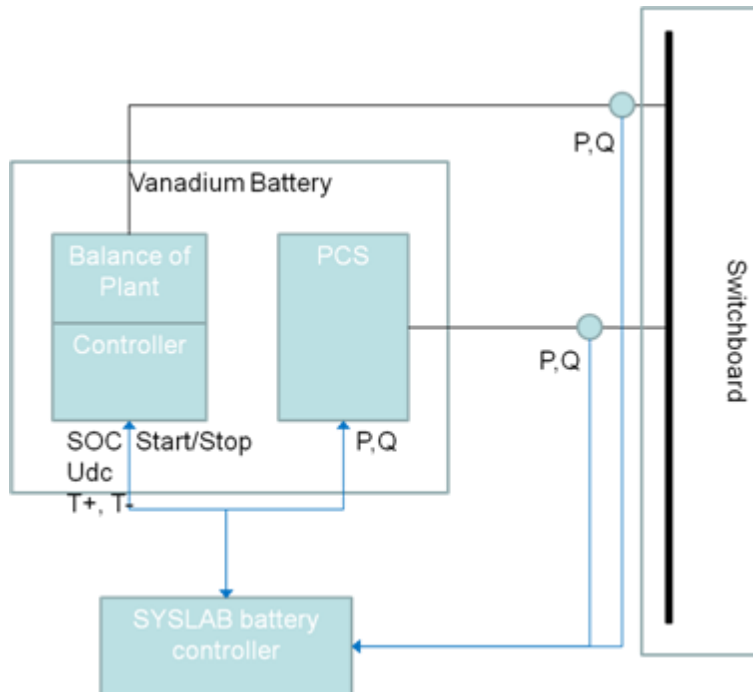 P,Q
Vanadium Battery
Balance of
Plant
PCS
Controller
Switchboard
P,Q
SOC Start/Stop
P,Q
Udc
T+, T-
SYSLAB battery
controller